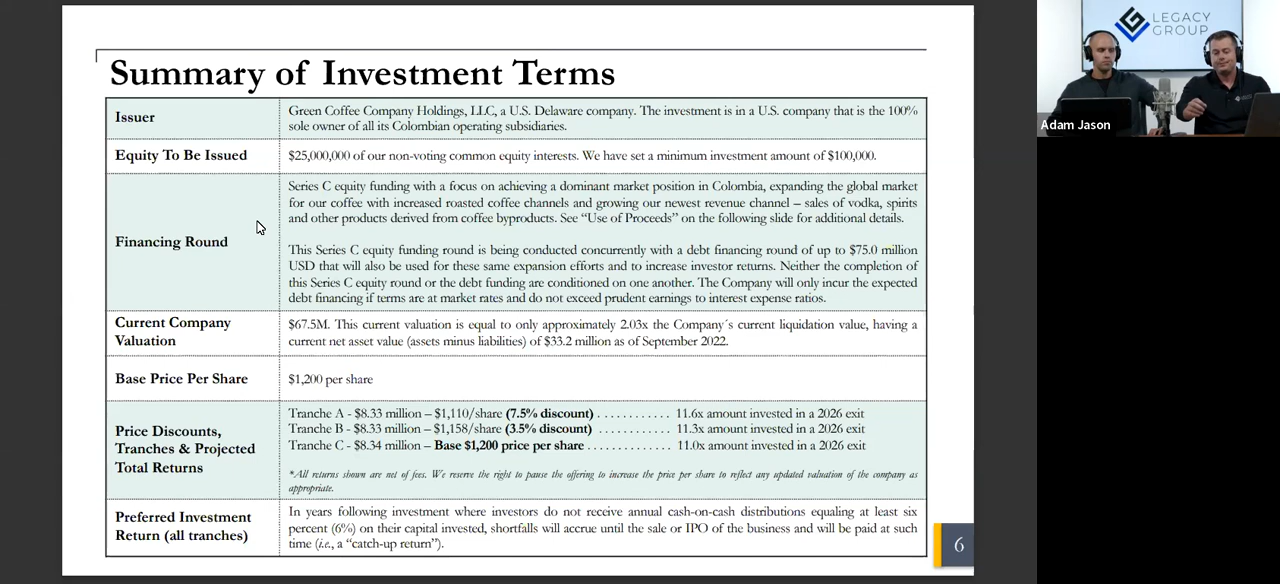 Summary of Investment Terms
Issuer
Green Coffee Company Holdings, LLC, a U.S. Delaware company. The investment is in a U.S. company that is the 100%
sole owner of all its Colombian operating subsidiaries.
Equity To Be Issued
$25,000,000 of our non-voting common equity interests. We have set a minimum investment amount of $100,000.
Financing Round
Series C equity funding with a focus on achieving a dominant market position in Colombia, expanding the global market
for our coffee with increased roasted coffee channels and growing our newest revenue channel – sales of vodka, spirits
and other products derived from coffee byproducts. See “Use of Proceeds” on the following slide for additional details.
This Series C equity funding round is being conducted concurrently with a debt financing round of up to $75.0 million
USD that will also be used for these same expansion efforts and to increase investor returns. Neither the completion of
this Series C equity round or the debt funding are conditioned on one another. The Company will only incur the expected
debt financing if terms are at market rates and do not exceed prudent earnings to interest expense ratios.
Current Company
Valuation
$67.5M. This current valuation is equal to only approximately 2.03x the Company´s current liquidation value, having a
current net asset value (assets minus liabilities) of $33.2 million as of September 2022.
Base Price Per Share
$1,200 per share
Price Discounts,
Tranches & Projected
Total Returns
Tranche A - $8.33 million – $1,110/share (7.5% discount) . . . . . . . . . . . 11.6x amount invested in a 2026 exit
Tranche B - $8.33 million – $1,158/share (3.5% discount) . . . . . . . . . . . 11.3x amount invested in a 2026 exit
Tranche C - $8.34 million – Base $1,200 price per share . . . . . . . . . . . . . 11.0x amount invested in a 2026 exit
*All returns shown are net of fees. We reserve the right to pause the offering to increase the price per share to reflect any updated valuation of the company as
appropriate.
Preferred Investment
Return (all tranches)
In years following investment where investors do not receive annual cash-on-cash distributions equaling at least six
percent (6%) on their capital invested, shortfalls will accrue until the sale or IPO of the business and will be paid at such
time (i.e., a “catch-up return”).
6
LEGACY
GROUP
Adam Jason